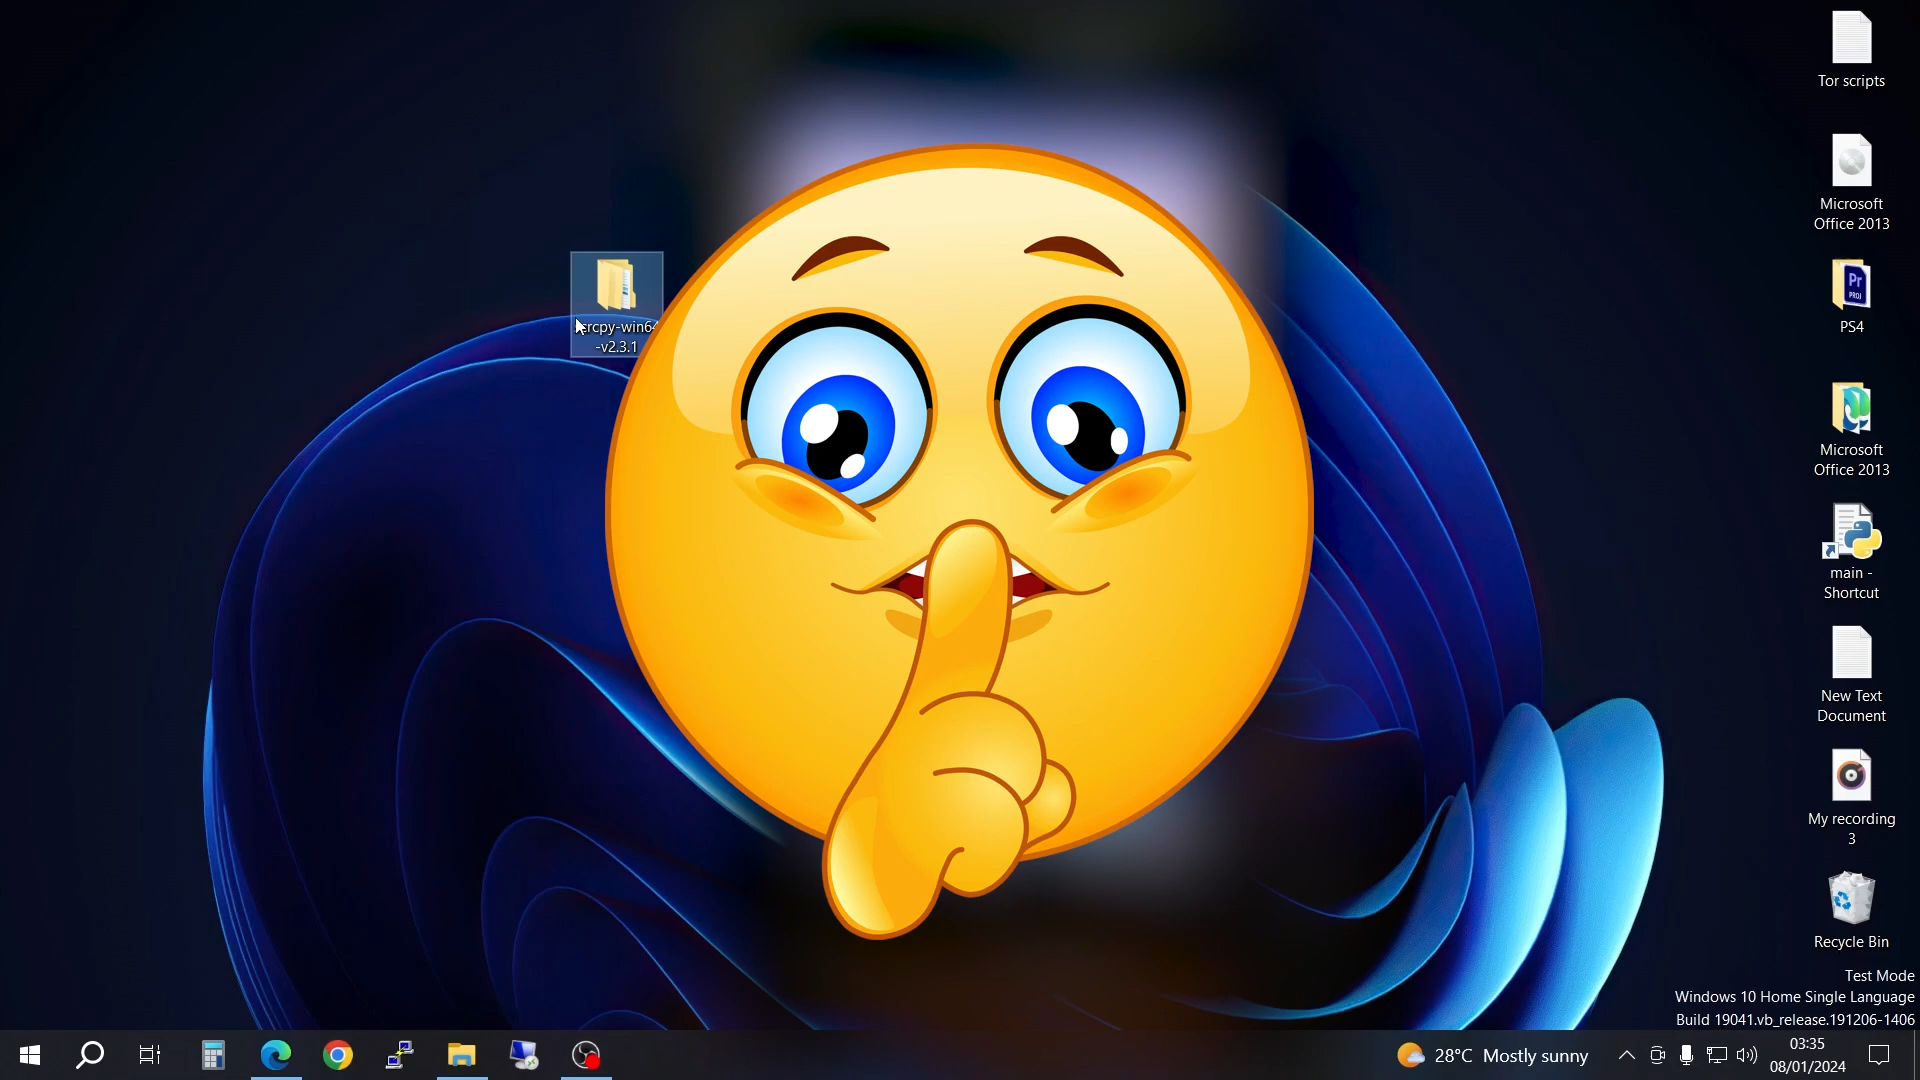 Tor scripts
Microsoft
Office 2013
Pr
PROJ
PS4
Microsoft
Office 2013
main -
Shortcut
New Text
Document
My recording
3
Recycle Bin
-v2.3.1
Test Mode
Windows 10 Home Single Language
Build 19041.vb_release.191206-1406
28°C Mostly sunny
03:35
08/01/2024